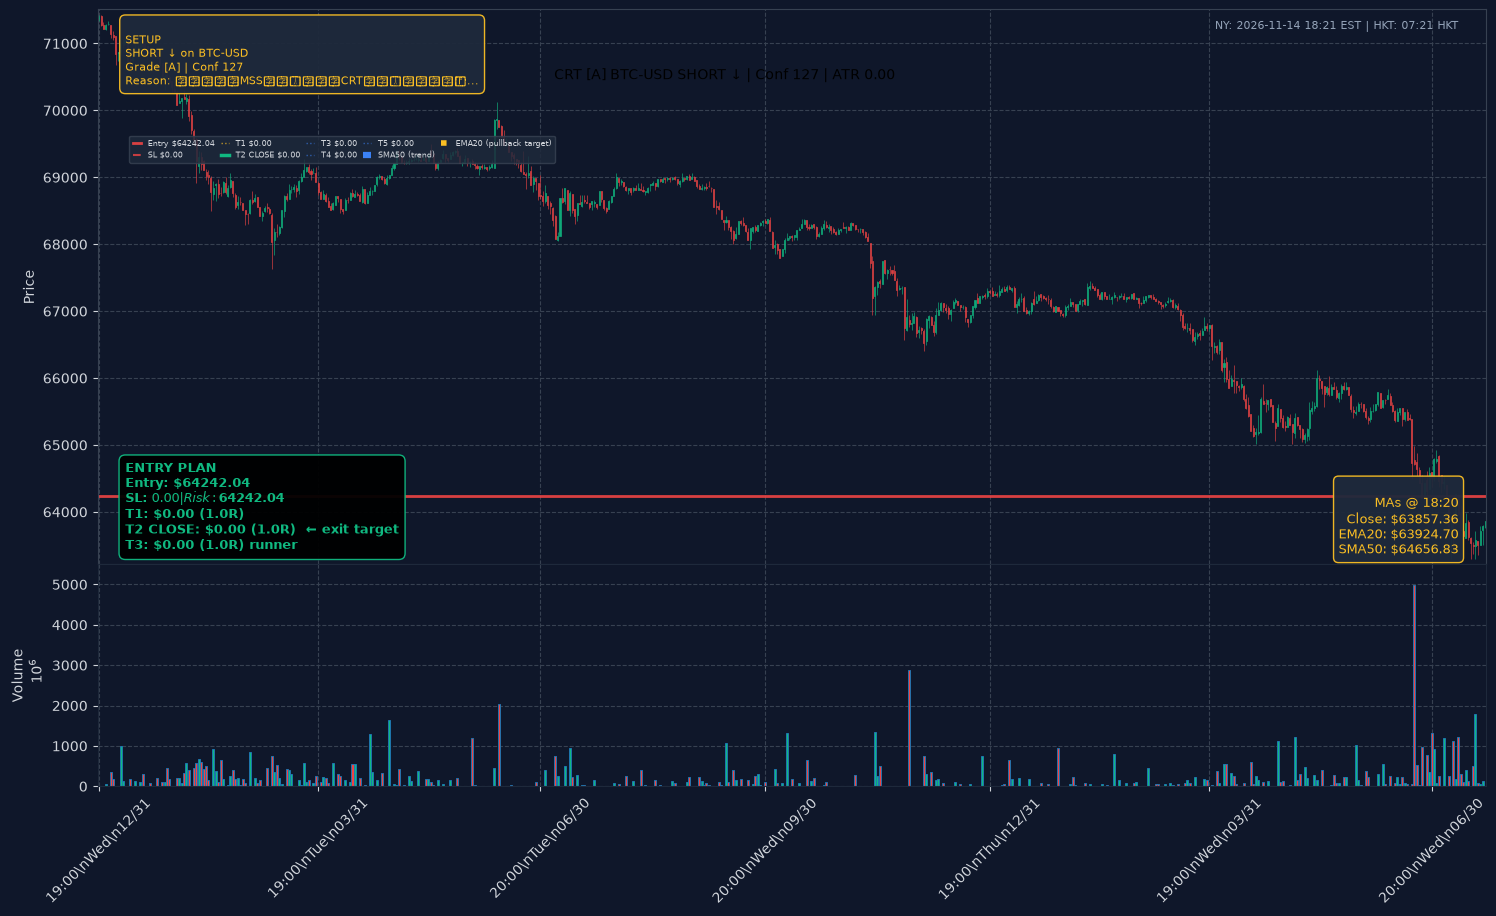 NY: 2026-11-14 18:21 EST | HKT: 07:21 HKT
SETUP
SHORT ↓ on BTC-USD
Grade [A] | Conf 127
Reason: MSS CRT ...
CRT [A] BTC-USD SHORT ↓ | Conf 127 | ATR 0.00
Entry $64242.04
SL $0.00
T1 $0.00
T2 CLOSE $0.00
T3 $0.00
T4 $0.00
T5 $0.00
SMA50 (trend)
EMA20 (pullback target)
Price
71000
70000
69000
68000
67000
66000
65000
64000
ENTRY PLAN
Entry: $64242.04
SL: 0.00|Risk:64242.04
T1: $0.00 (1.0R)
T2 CLOSE: $0.00 (1.0R) ← exit target
T3: $0.00 (1.0R) runner
MAs @ 18:20
Close: $63857.36
EMA20: $63924.70
SMA50: $64656.83
Volume
10⁶
5000
4000
3000
2000
1000
0
19:00\nWed\n12/31
19:00\nTue\n03/31
20:00\nTue\n06/30
20:00\nWed\n09/30
19:00\nThu\n12/31
19:00\nWed\n03/31
20:00\nWed\n06/30